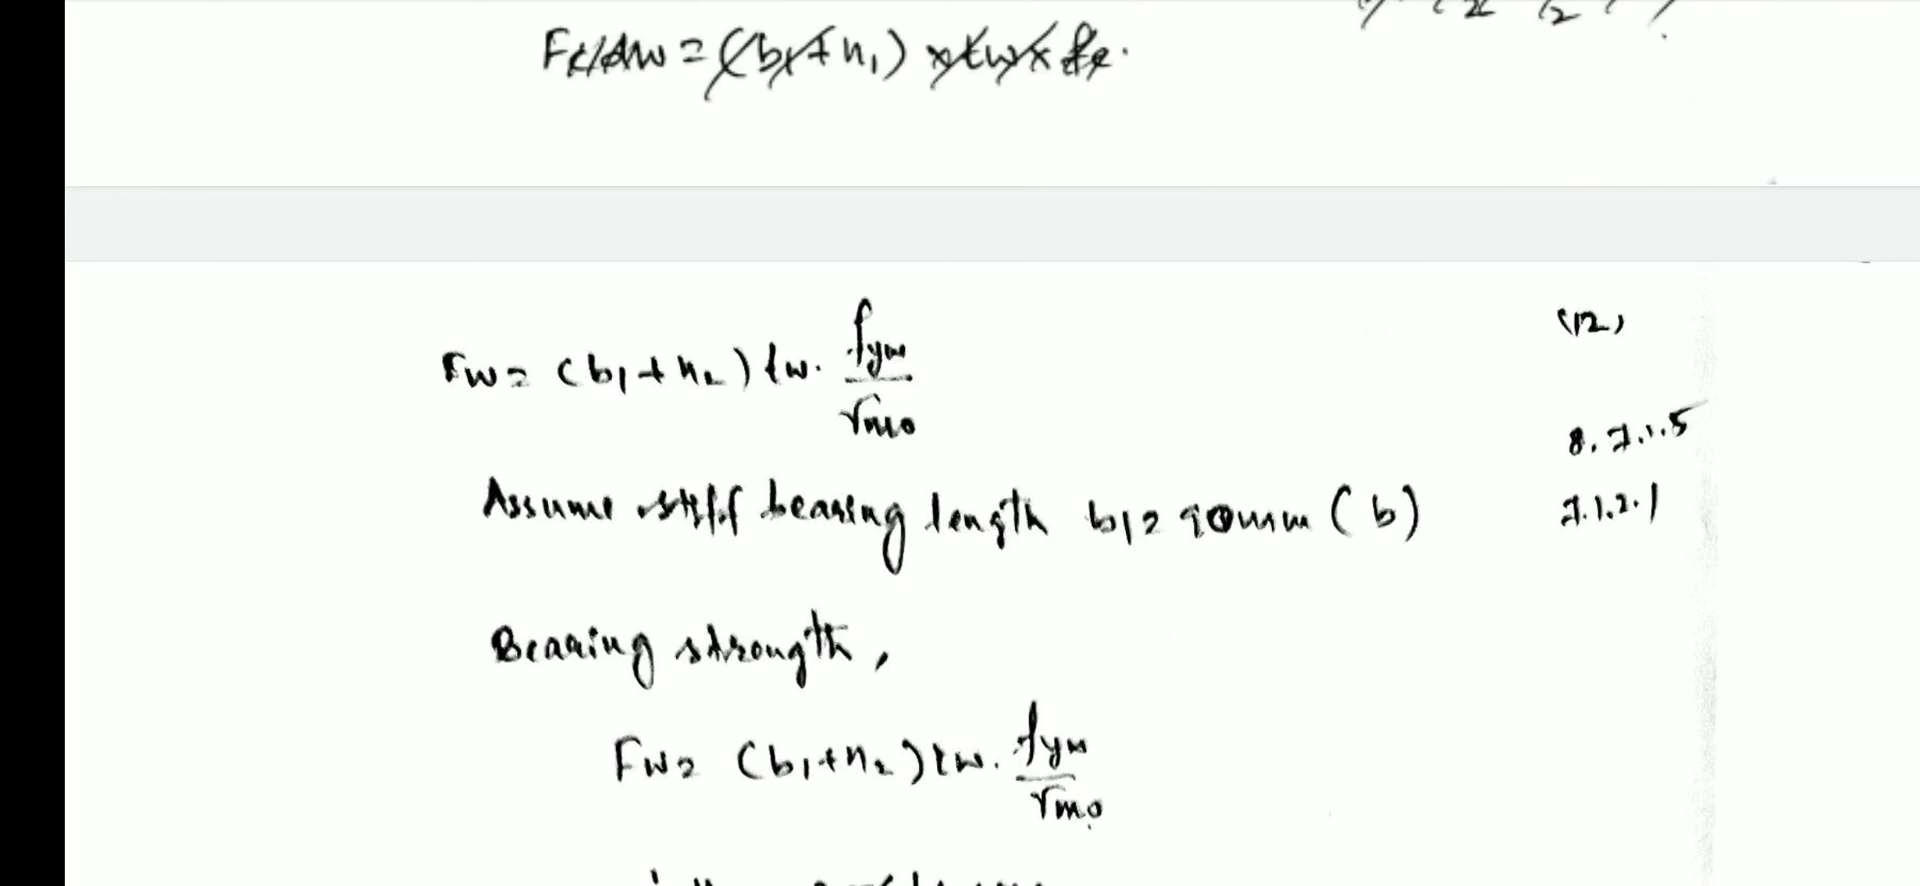 Fw = (b1 + n2) tw. fyw / γm0
(12)
8.7.1.5
Assume stiff bearing length b1 = 90mm (b)
7.1.2.1
Bearing strength,
Fw = (b1+n2) tw. fyw / γm0